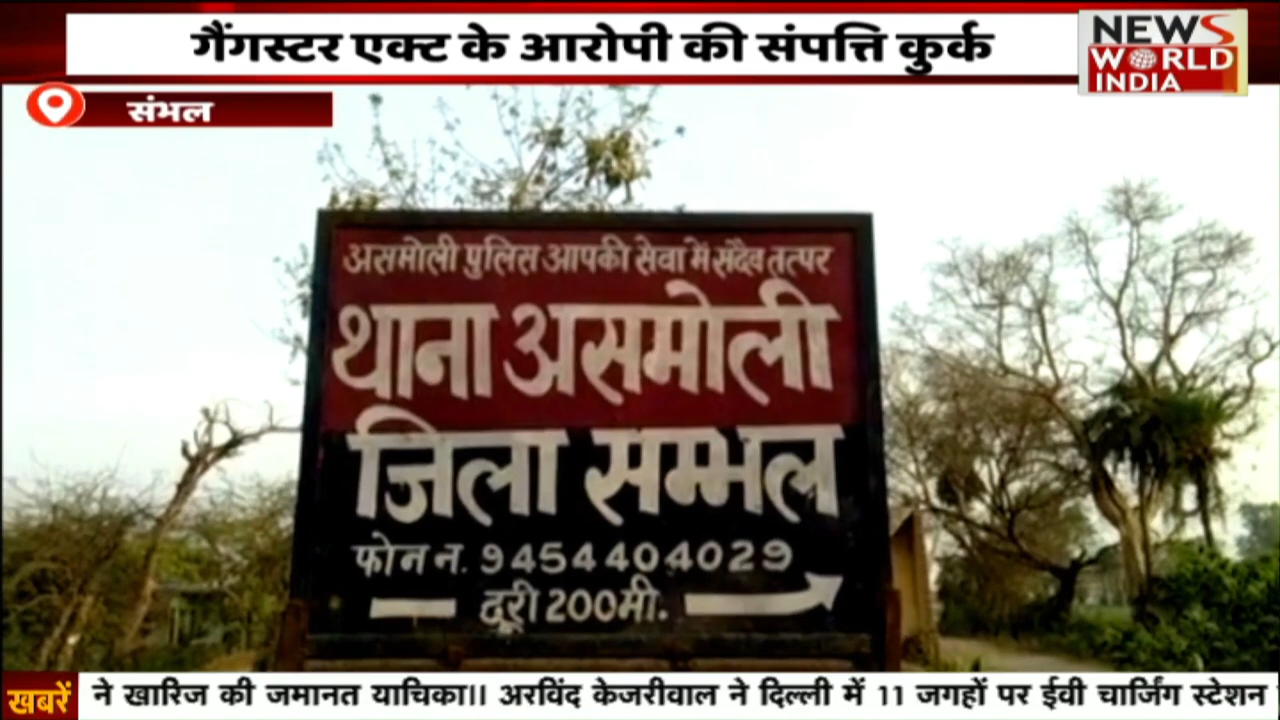 गैंगस्टर एक्ट के आरोपी की संपत्ति कुर्क
NEWS
WORLD
INDIA
संभल
असमोली पुलिस आपकी सेवा में सदैव तत्पर
थाना असमोली
जिला सम्भल
फोन न. 9454404029
दूरी 200मी.
खबरें ने खारिज की जमानत याचिका।। अरविंद केजरीवाल ने दिल्ली में 11 जगहों पर ईवी चार्जिंग स्टेशन